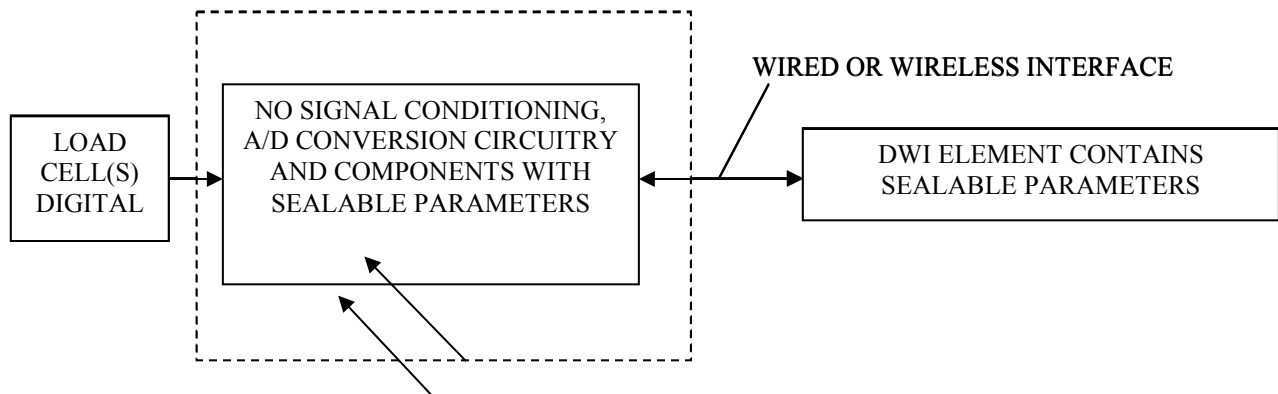 WIRED OR WIRELESS INTERFACE
LOAD
CELL(S)
DIGITAL
NO SIGNAL CONDITIONING,
A/D CONVERSION CIRCUITRY
AND COMPONENTS WITH
SEALABLE PARAMETERS
DWI ELEMENT CONTAINS
SEALABLE PARAMETERS